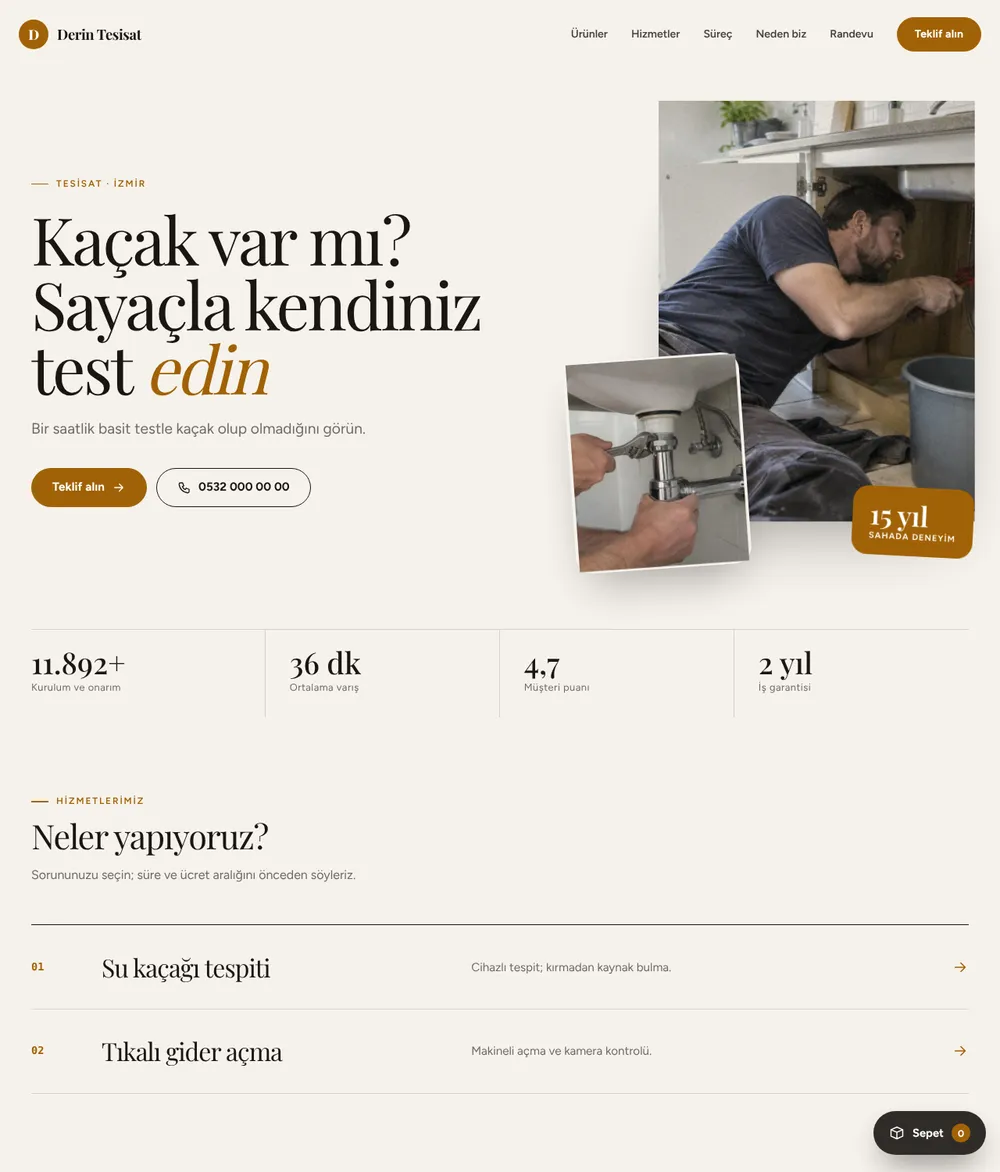 D Derin Tesisat
Ürünler Hizmetler Süreç Neden biz Randevu Teklif alın
TESİSAT · İZMİR
Kaçak var mı?
Sayaçla kendiniz
test edin
Bir saatlik basit testle kaçak olup olmadığını görün.
Teklif alın → 0532 000 00 00
15 yıl
SAHADA DENEYİM
11.892+ 36 dk 4,7 2 yıl
Kurulum ve onarım Ortalama varış Müşteri puanı İş garantisi
HİZMETLERİMİZ
Neler yapıyoruz?
Sorununuzu seçin; süre ve ücret aralığını önceden söyleriz.
01 Su kaçağı tespiti Cihazlı tespit; kırmadan kaynak bulma. →
02 Tıkalı gider açma Makineli açma ve kamera kontrolü. →
Sepet 0